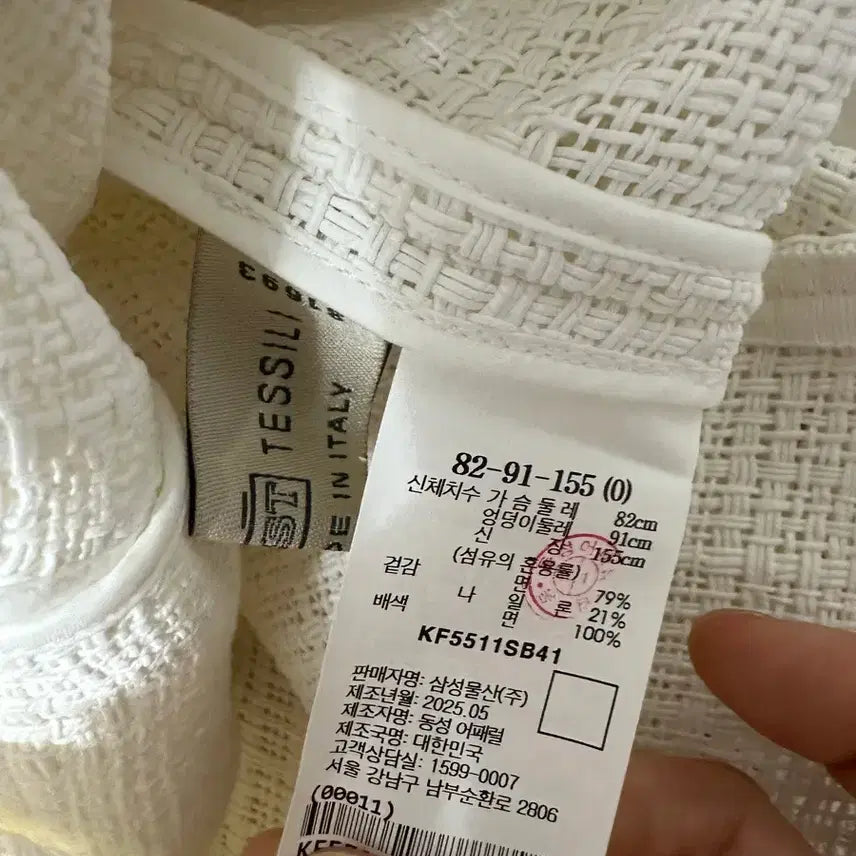 TESSILI
MADE IN ITALY
ST
82-91-155 (0)
신체치수 가 슴 둘 레 82cm
엉덩이둘레 91cm
신 장 155cm
(섬유의 혼용률)
겉감 면 79%
나 일 로 21%
배색 면 100%
KF5511SB41
판매자명: 삼성물산(주)
제조년월: 2025.05
제조자명: 동성 어패럴
제조국명: 대한민국
고객상담실: 1599-0007
서울 강남구 남부순환로 2806
(00011)